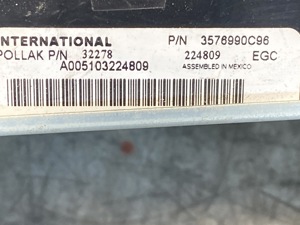 INTERNATIONAL P/N 3576990C96
POLLAK P/N 32278 224809 EGC
A005103224809 ASSEMBLED IN MEXICO